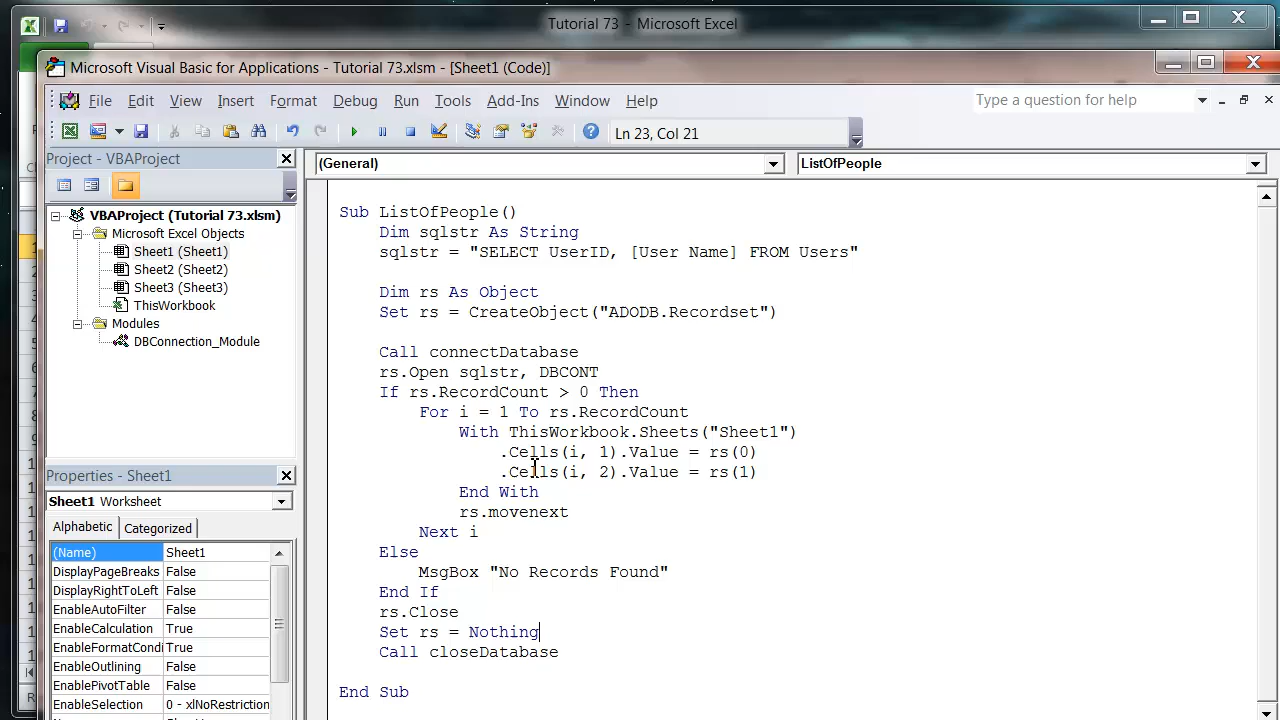 Tutorial 73 - Microsoft Excel
Microsoft Visual Basic for Applications - Tutorial 73.xlsm - [Sheet1 (Code)]
File Edit View Insert Format Debug Run Tools Add-Ins Window Help Type a question for help
Ln 23, Col 21
Project - VBAProject
(General) ListOfPeople
VBAProject (Tutorial 73.xlsm)
Microsoft Excel Objects
Sheet1 (Sheet1)
Sheet2 (Sheet2)
Sheet3 (Sheet3)
ThisWorkbook
Modules
DBConnection_Module
Properties - Sheet1
Sheet1 Worksheet
Alphabetic Categorized
(Name) Sheet1
DisplayPageBreaks False
DisplayRightToLeft False
EnableAutoFilter False
EnableCalculation True
EnableFormatCondi True
EnableOutlining False
EnablePivotTable False
EnableSelection 0 - xlNoRestriction
Sub ListOfPeople()
Dim sqlstr As String
sqlstr = "SELECT UserID, [User Name] FROM Users"
Dim rs As Object
Set rs = CreateObject("ADODB.Recordset")
Call connectDatabase
rs.Open sqlstr, DBCONT
If rs.RecordCount > 0 Then
For i = 1 To rs.RecordCount
With ThisWorkbook.Sheets("Sheet1")
.Cells(i, 1).Value = rs(0)
.Cells(i, 2).Value = rs(1)
End With
rs.movenext
Next i
Else
MsgBox "No Records Found"
End If
rs.Close
Set rs = Nothing
Call closeDatabase
End Sub